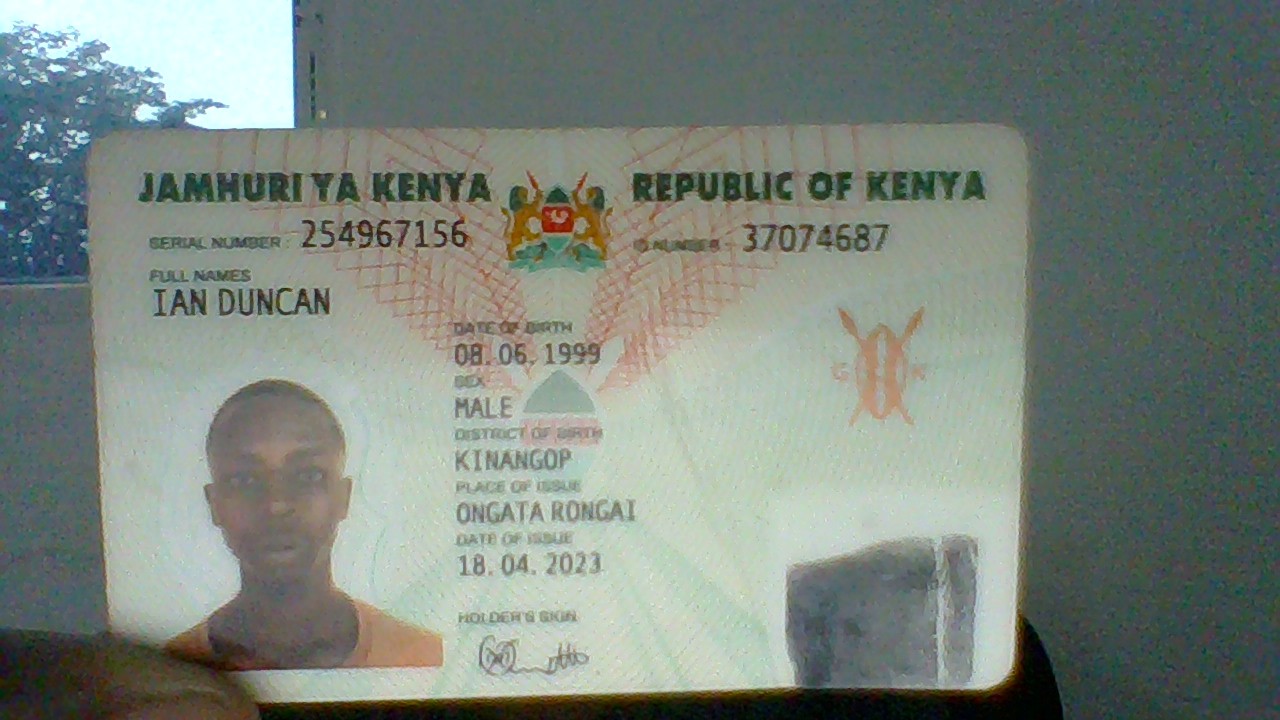 JAMHURI YA KENYA REPUBLIC OF KENYA
SERIAL NUMBER : 254967156 ID NUMBER : 37074687
FULL NAMES
IAN DUNCAN
DATE OF BIRTH
08. 06. 1999
SEX
MALE
DISTRICT OF BIRTH
KINANGOP
PLACE OF ISSUE
ONGATA RONGAI
DATE OF ISSUE
18. 04. 2023
HOLDER'S SIGN
G K